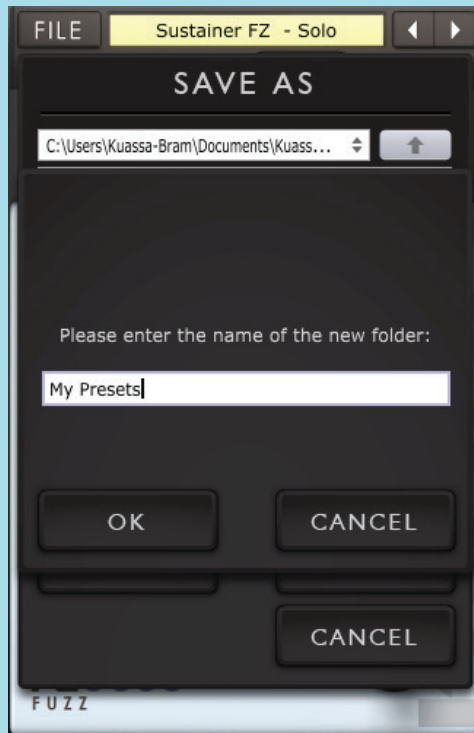 FILE
Sustainer FZ - Solo
SAVE AS
C:\Users\Kuassa-Bram\Documents\Kuass...
Please enter the name of the new folder:
My Presets
OK
CANCEL
CANCEL
FUZZ